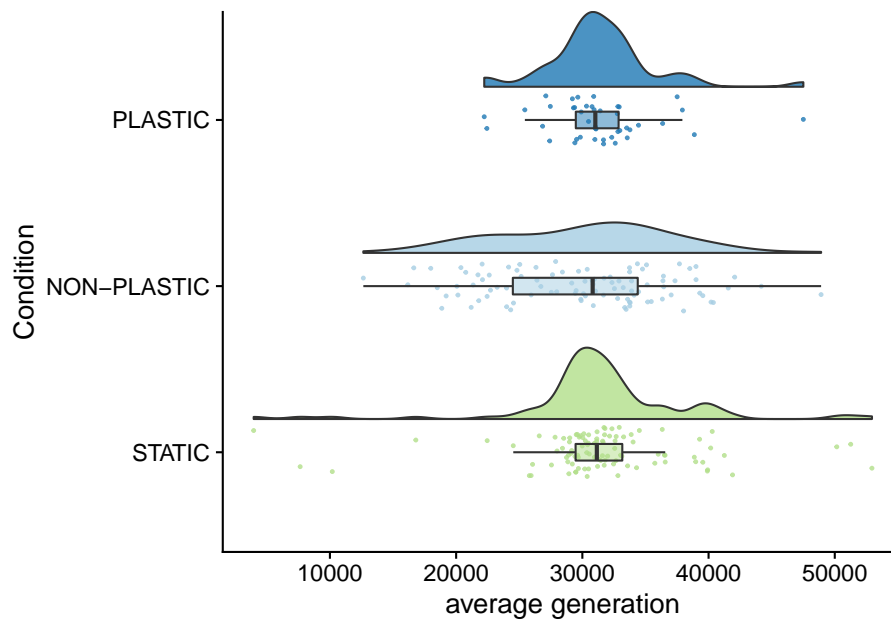 Condition
PLASTIC
NON−PLASTIC
STATIC
10000 20000 30000 40000 50000
average generation